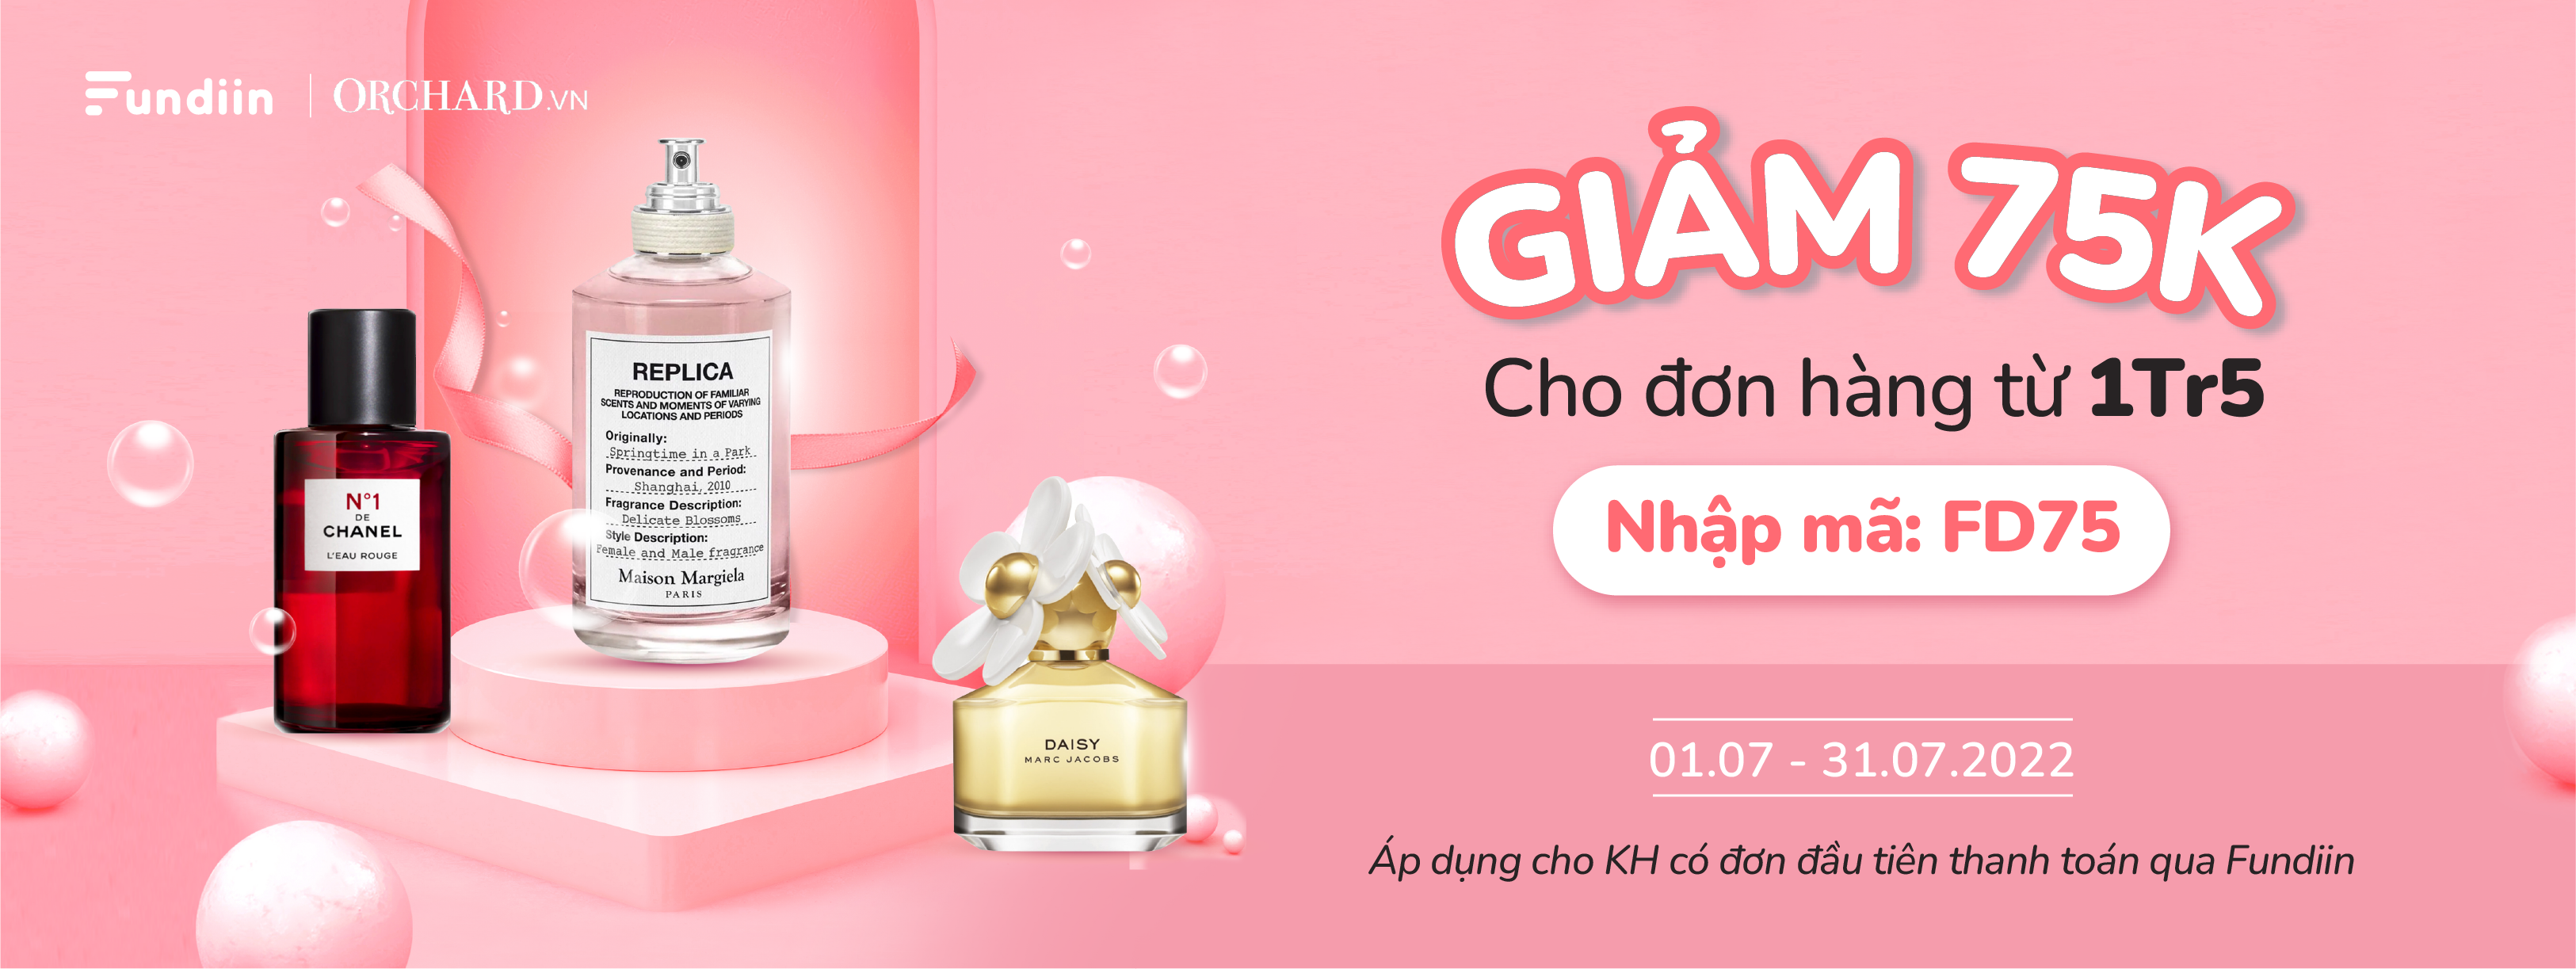 Fundiin | ORCHARD.VN
GIẢM 75K
Cho đơn hàng từ 1Tr5
Nhập mã: FD75
01.07 - 31.07.2022
Áp dụng cho KH có đơn đầu tiên thanh toán qua Fundiin
N°1
DE
CHANEL
L'EAU ROUGE
REPLICA
REPRODUCTION OF FAMILIAR
SCENTS AND MOMENTS OF VARYING
LOCATIONS AND PERIODS
Originally:
Springtime in a Park
Provenance and Period:
Shanghai, 2010
Fragrance Description:
Delicate Blossoms
Style Description:
Female and Male fragrance
Maison Margiela
PARIS
DAISY
MARC JACOBS